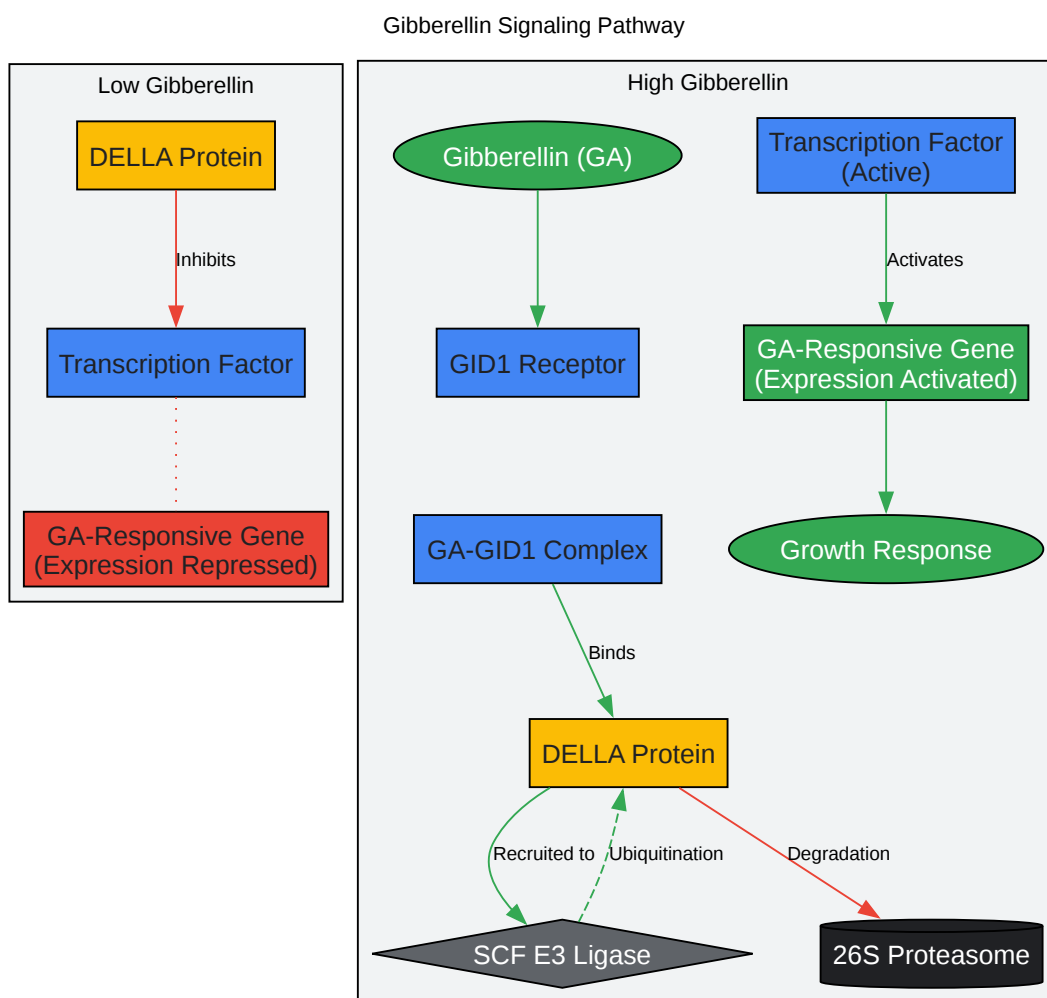 Gibberellin Signaling Pathway
Low Gibberellin
DELLA Protein
Inhibits
Transcription Factor
GA-Responsive Gene
(Expression Repressed)
High Gibberellin
Gibberellin (GA)
GID1 Receptor
Transcription Factor
(Active)
Activates
GA-Responsive Gene
(Expression Activated)
Growth Response
GA-GID1 Complex
Binds
DELLA Protein
Recruited to
Ubiquitination
Degradation
SCF E3 Ligase
26S Proteasome